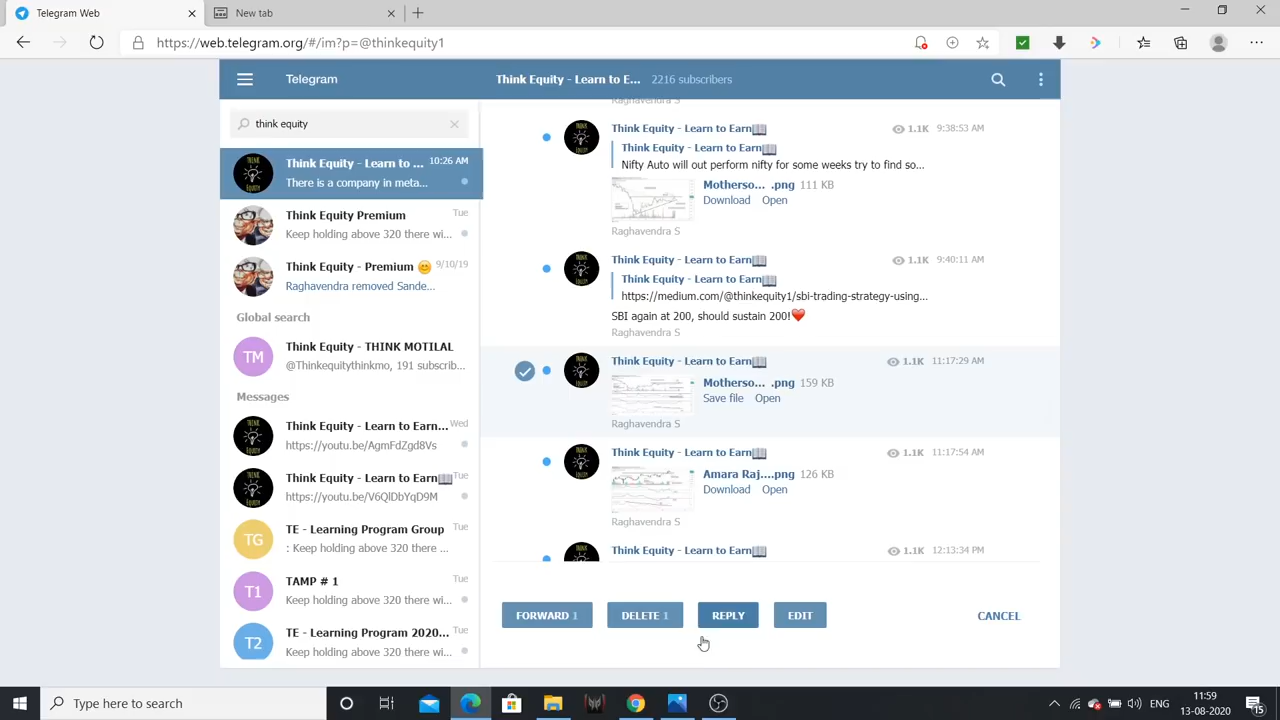 Telegram Web
New Tab
11:59
https://web.telegram.org/#/im?p=@thinkequity1
Telegram
Think Equity - Learn to E... 2216 subscribers
think equity
Think Equity - Learn to ... 10:26 AM
There is a company in meta...
Think Equity Premium Tue
Keep holding above 320 there wi...
Think Equity - Premium 😊 9/10/19
Raghavendra removed Sande...
Global search
TM
Think Equity - THINK MOTILAL
@Thinkequitythinkmo, 191 subscrib...
Messages
Think Equity - Learn to Earn... Wed
https://youtu.be/AgmFdZgd8Vs
Think Equity - Learn to Earn📖 Tue
TG
TE - Learning Program Group Tue
: Keep holding above 320 there ...
T1
TAMP # 1 Tue
Keep holding above 320 there wi...
T2
TE - Learning Program 2020... Tue
Keep holding above 320 there wi...
Raghavendra S
Think Equity - Learn to Earn📖 1.1K 9:38:53 AM
Think Equity - Learn to Earn📖
Nifty Auto will out perform nifty for some weeks try to find so...
Motherso... .png 111 KB
Download Open
Raghavendra S
Think Equity - Learn to Earn📖 1.1K 9:40:11 AM
Think Equity - Learn to Earn📖
https://medium.com/@thinkequity1/sbi-trading-strategy-using...
SBI again at 200, should sustain 200!❤️
Raghavendra S
Think Equity - Learn to Earn📖 1.1K 11:17:29 AM
Motherso... .png 159 KB
Save file Open
Raghavendra S
Think Equity - Learn to Earn📖 1.1K 11:17:54 AM
Amara Raj....png 126 KB
Download Open
Raghavendra S
Think Equity - Learn to Earn📖 1.1K 12:13:34 PM
FORWARD 1 DELETE 1 REPLY EDIT CANCEL
Type here to search
ENG
11:59
13-08-2020